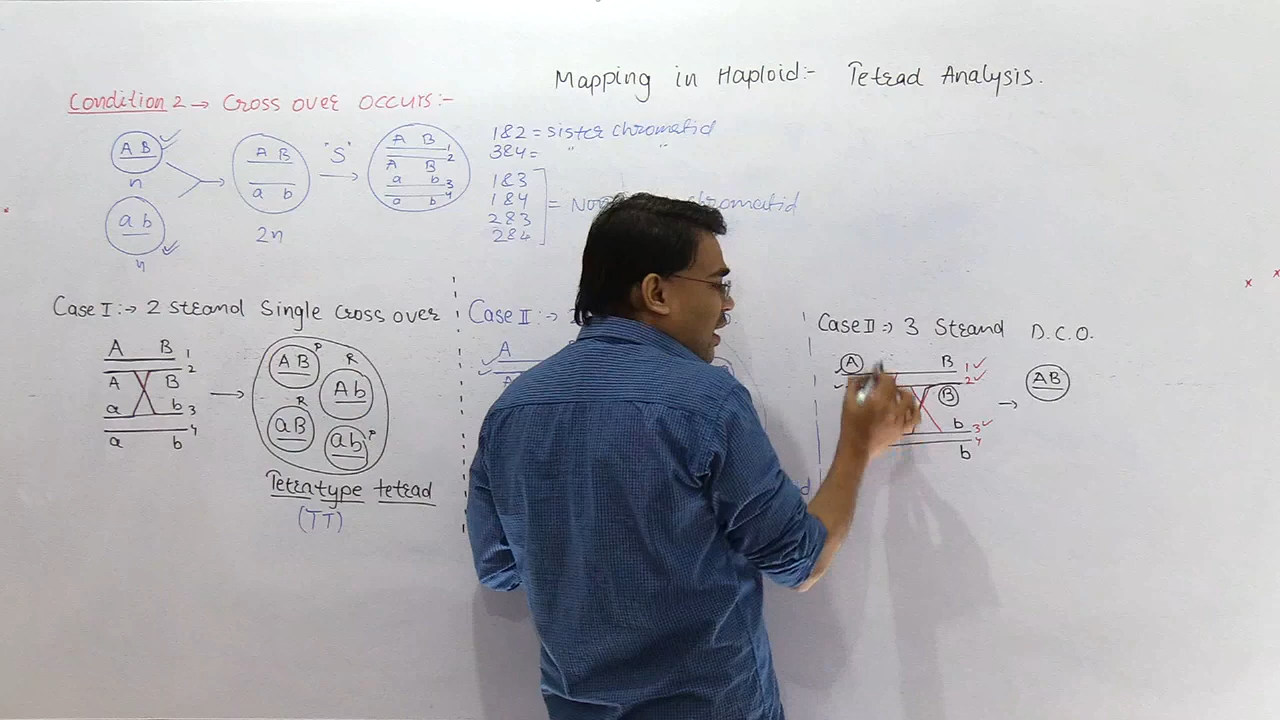 Mapping in Haploid:- Tetrad Analysis.
Condition 2 → Cross over occurs:-
A B
n
a b
n
A B
a b
2n
"S"
A B 1
A B 2
a b 3
a b 4
1&2 = sister chromatid
3&4 = " "
1&3
1&4
2&3
2&4
= chromatid
Case I :→ 2 strand Single Cross over
A B 1
A B 2
a b 3
a b 4
→
AB P
Ab R
aB R
ab P
Tetratype tetrad
(TT)
Case II :→
A
Case II :→ 3 Strand D.C.O.
A B 1
B 2
b 3
b 4
→
AB